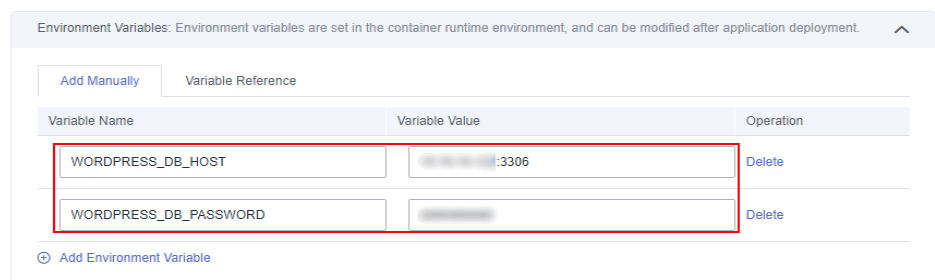 Environment Variables: Environment variables are set in the container runtime environment, and can be modified after application deployment.
Add Manually Variable Reference
Variable Name Variable Value Operation
WORDPRESS_DB_HOST :3306 Delete
WORDPRESS_DB_PASSWORD Delete
Add Environment Variable